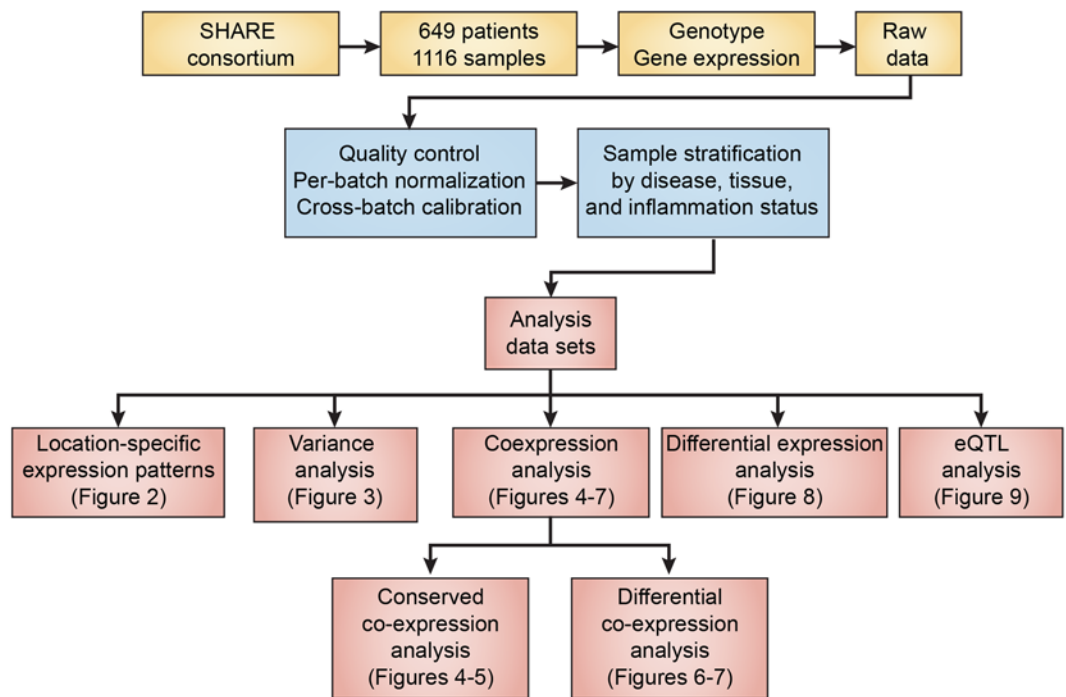 SHARE
consortium
649 patients
1116 samples
Genotype
Gene expression
Raw
data
Quality control
Per-batch normalization
Cross-batch calibration
Sample stratification
by disease, tissue,
and inflammation status
Analysis
data sets
Location-specific
expression patterns
(Figure 2)
Variance
analysis
(Figure 3)
Coexpression
analysis
(Figures 4-7)
Differential expression
analysis
(Figure 8)
eQTL
analysis
(Figure 9)
Conserved
co-expression
analysis
(Figures 4-5)
Differential
co-expression
analysis
(Figures 6-7)